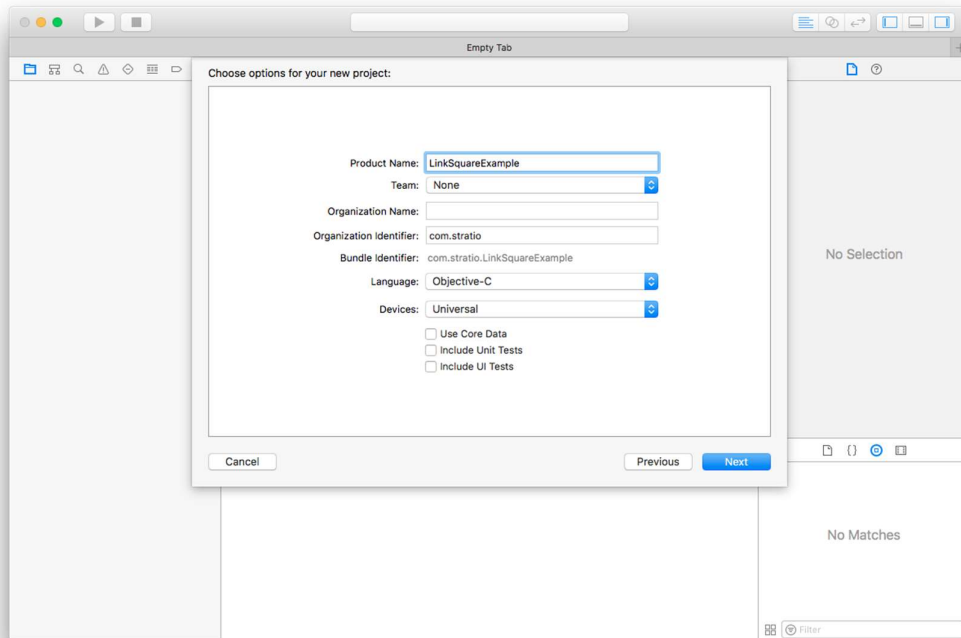 Empty Tab
Choose options for your new project:
Product Name: LinkSquareExample
Team: None
Organization Name:
Organization Identifier: com.stratio
Bundle Identifier: com.stratio.LinkSquareExample
Language: Objective-C
Devices: Universal
Use Core Data
Include Unit Tests
Include UI Tests
Cancel Previous Next
No Selection
No Matches
Filter